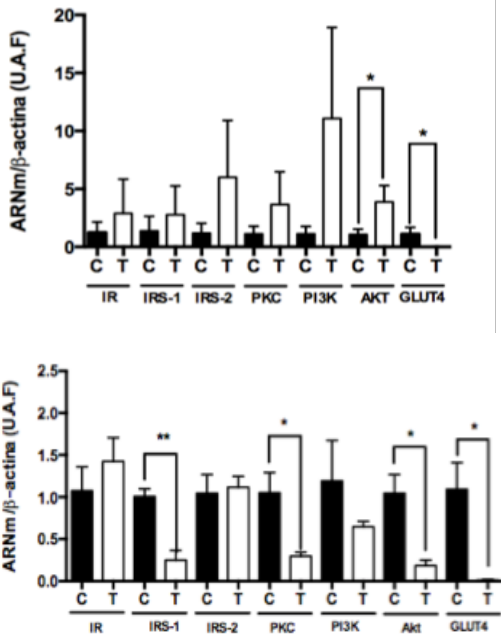 ARNm/β-actina (U.A.F)
20
15
10
5
0
*
*
C T C T C T C T C T C T C T
IR IRS-1 IRS-2 PKC PI3K AKT GLUT4
ARNm/β-actina (U.A.F)
2.5
2.0
1.5
1.0
0.5
0.0
**
*
*
*
C T C T C T C T C T C T C T
IR IRS-1 IRS-2 PKC PI3K Akt GLUT4